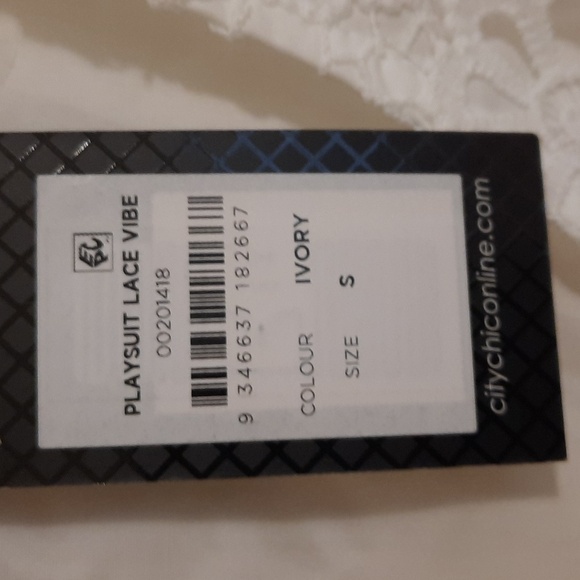 PLAYSUIT LACE VIBE
00201418
9 346637 182667
COLOUR IVORY
SIZE S
citychiconline.com